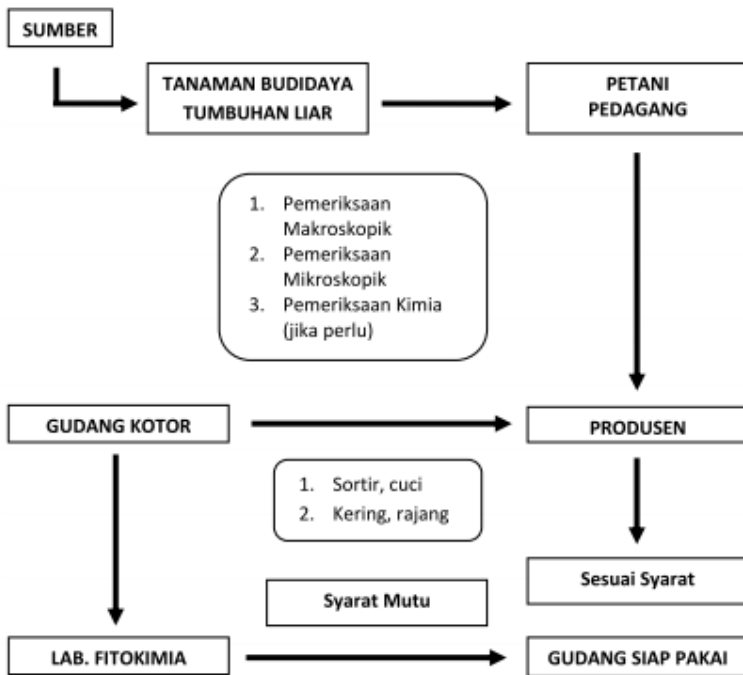 SUMBER
TANAMAN BUDIDAYA
TUMBUHAN LIAR
PETANI
PEDAGANG
1. Pemeriksaan
Makroskopik
2. Pemeriksaan
Mikroskopik
3. Pemeriksaan Kimia
(jika perlu)
GUDANG KOTOR
PRODUSEN
1. Sortir, cuci
2. Kering, rajang
Sesuai Syarat
Syarat Mutu
LAB. FITOKIMIA
GUDANG SIAP PAKAI